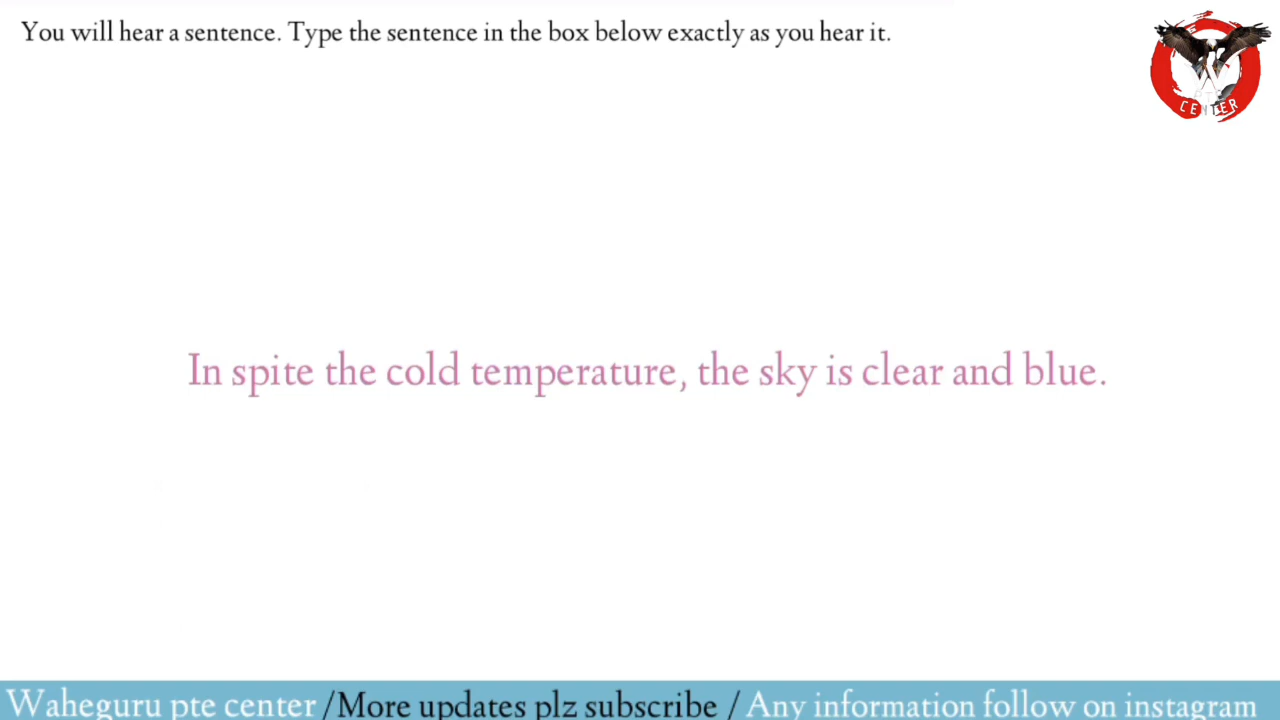 You will hear a sentence. Type the sentence in the box below exactly as you hear it.
CENTER
In spite the cold temperature, the sky is clear and blue.
Waheguru pte center /More updates plz subscribe / Any information follow on instagram